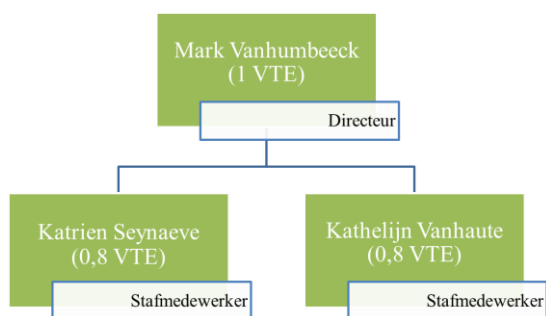 Mark Vanhumbeeck
(1 VTE)
Directeur
Katrien Seynaeve
(0,8 VTE)
Stafmedewerker
Kathelijn Vanhaute
(0,8 VTE)
Stafmedewerker